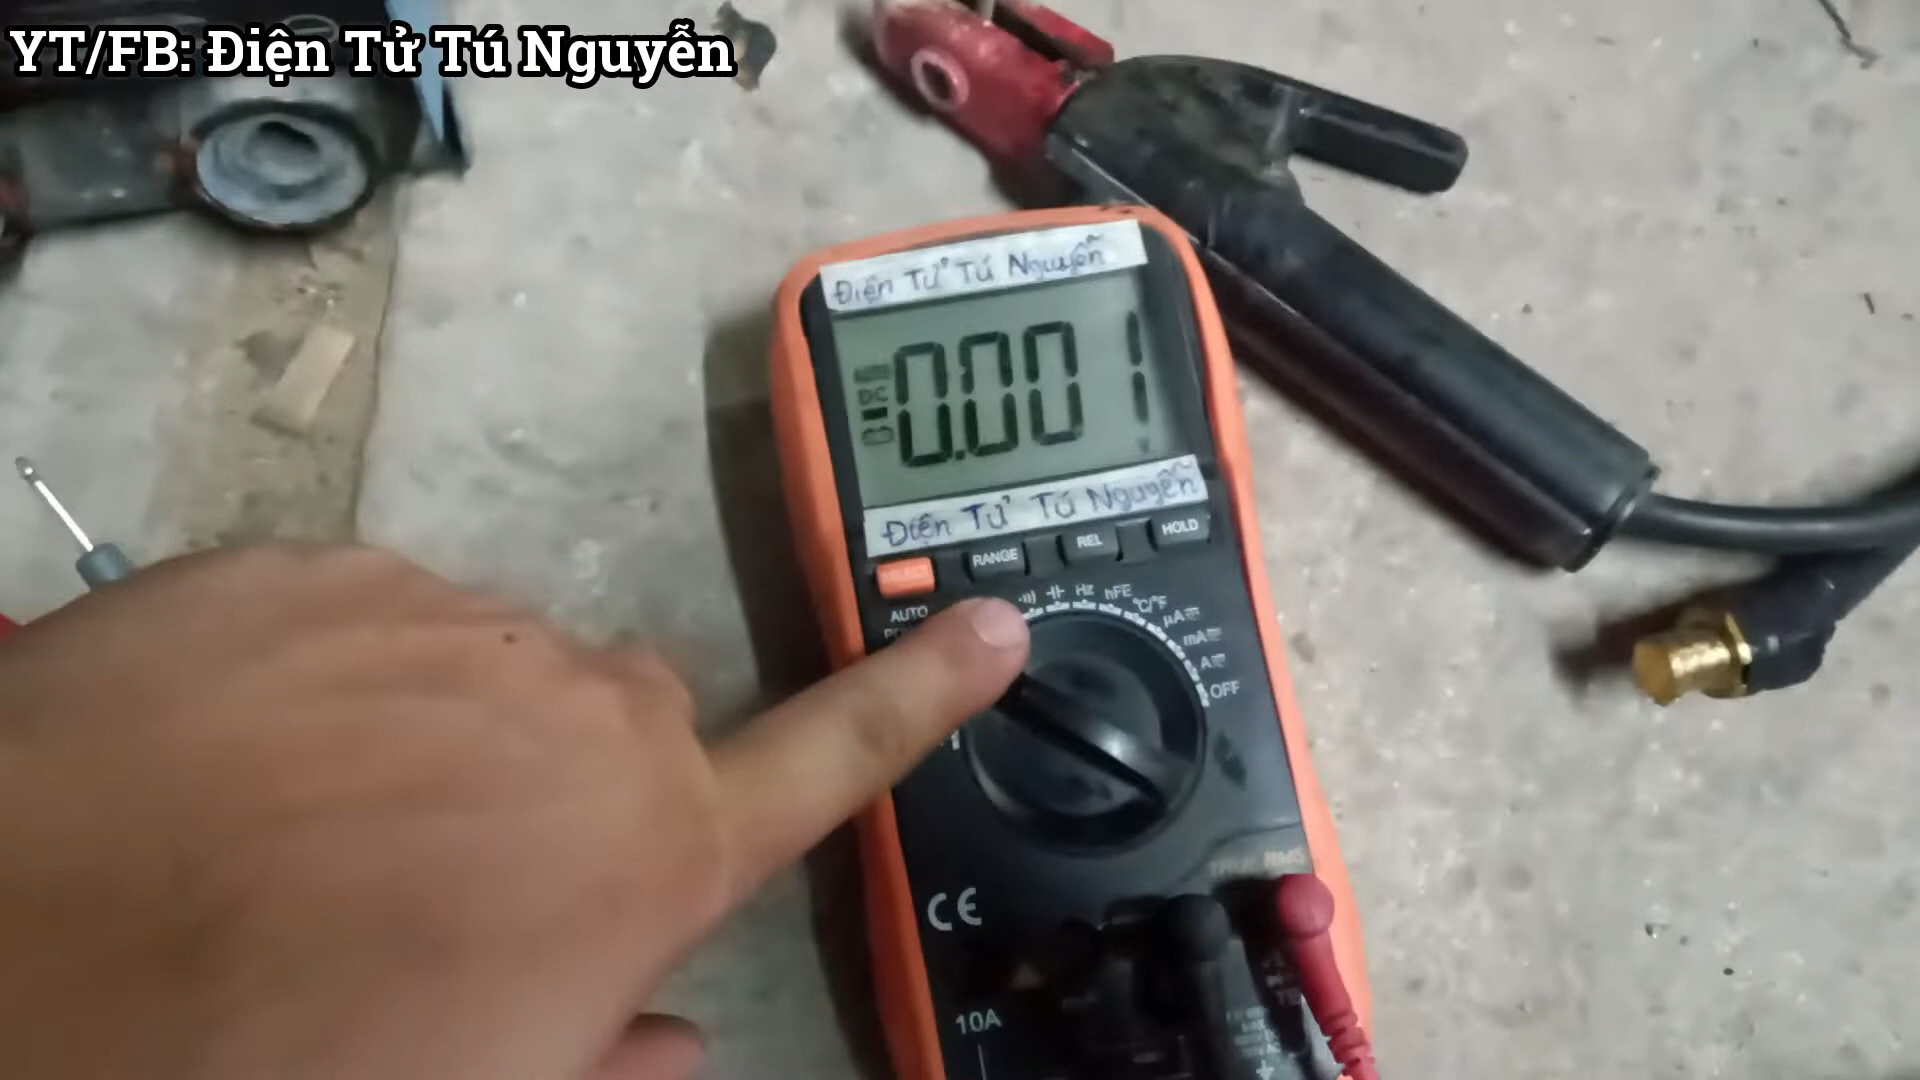 YT/FB: Điện Tử Tú Nguyễn
Điện Tử Tú Nguyễn
DC
0.001
V
Điện Tử Tú Nguyễn
RANGE
REL
HOLD
AUTO
Hz
hFE
°C/°F
µA
mA
A
OFF
CE
10A